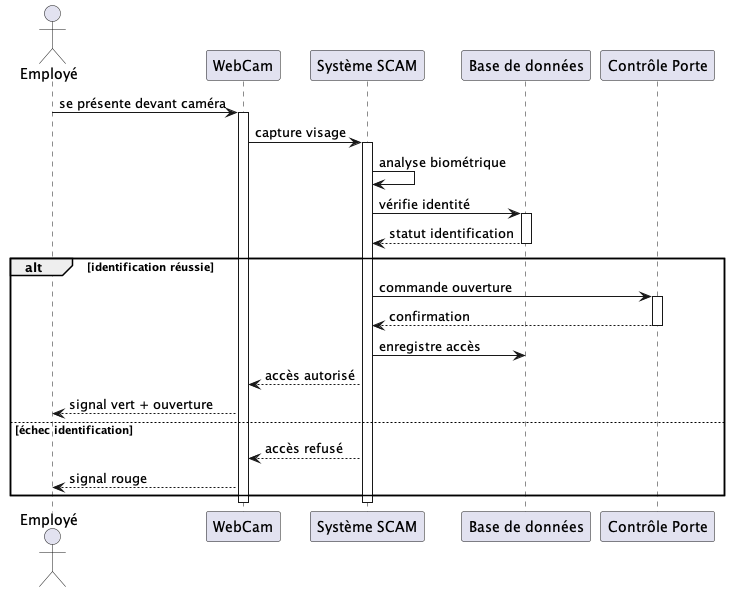 Employé
WebCam
Système SCAM
Base de données
Contrôle Porte
se présente devant caméra
capture visage
analyse biométrique
vérifie identité
statut identification
alt [identification réussie]
commande ouverture
confirmation
enregistre accès
accès autorisé
signal vert + ouverture
[échec identification]
accès refusé
signal rouge
Employé
WebCam
Système SCAM
Base de données
Contrôle Porte